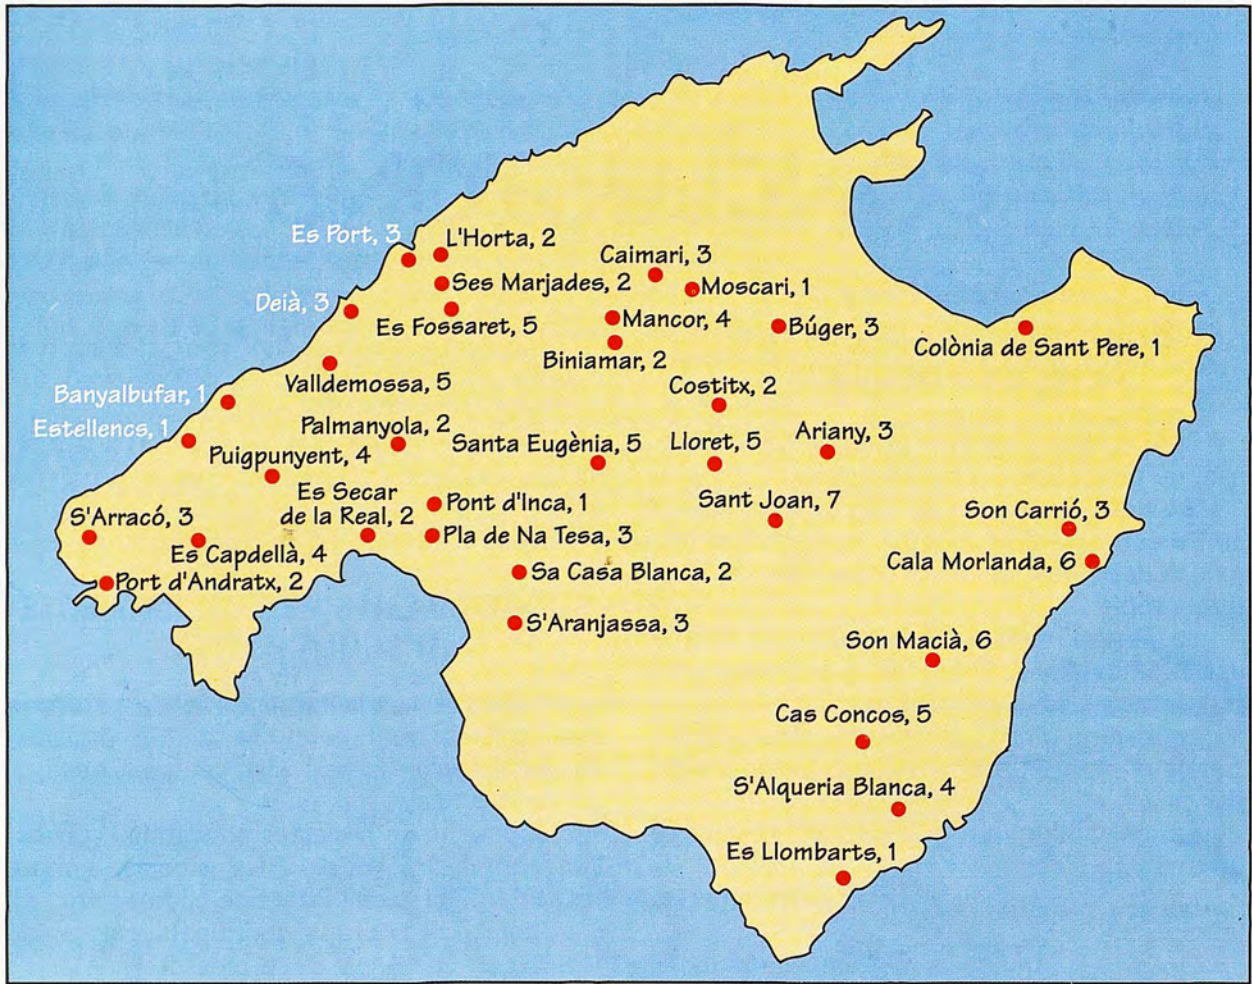 Es Port, 3
L'Horta, 2
Caimari, 3
Ses Marjades, 2
Moscari, 1
Deià, 3
Es Fossaret, 5
Mancor, 4
Búger, 3
Colònia de Sant Pere, 1
Biniamar, 2
Valldemossa, 5
Costitx, 2
Banyalbufar, 1
Estellencs, 1
Palmanyola, 2
Santa Eugènia, 5
Lloret, 5
Ariany, 3
Puigpunyent, 4
Es Secar
de la Real, 2
Pont d'Inca, 1
Sant Joan, 7
S'Arracó, 3
Son Carrió, 3
Pla de Na Tesa, 3
Es Capdellà, 4
Cala Morlanda, 6
Port d'Andratx, 2
Sa Casa Blanca, 2
S'Aranjassa, 3
Son Macià, 6
Cas Concos, 5
S'Alqueria Blanca, 4
Es Llombarts, 1